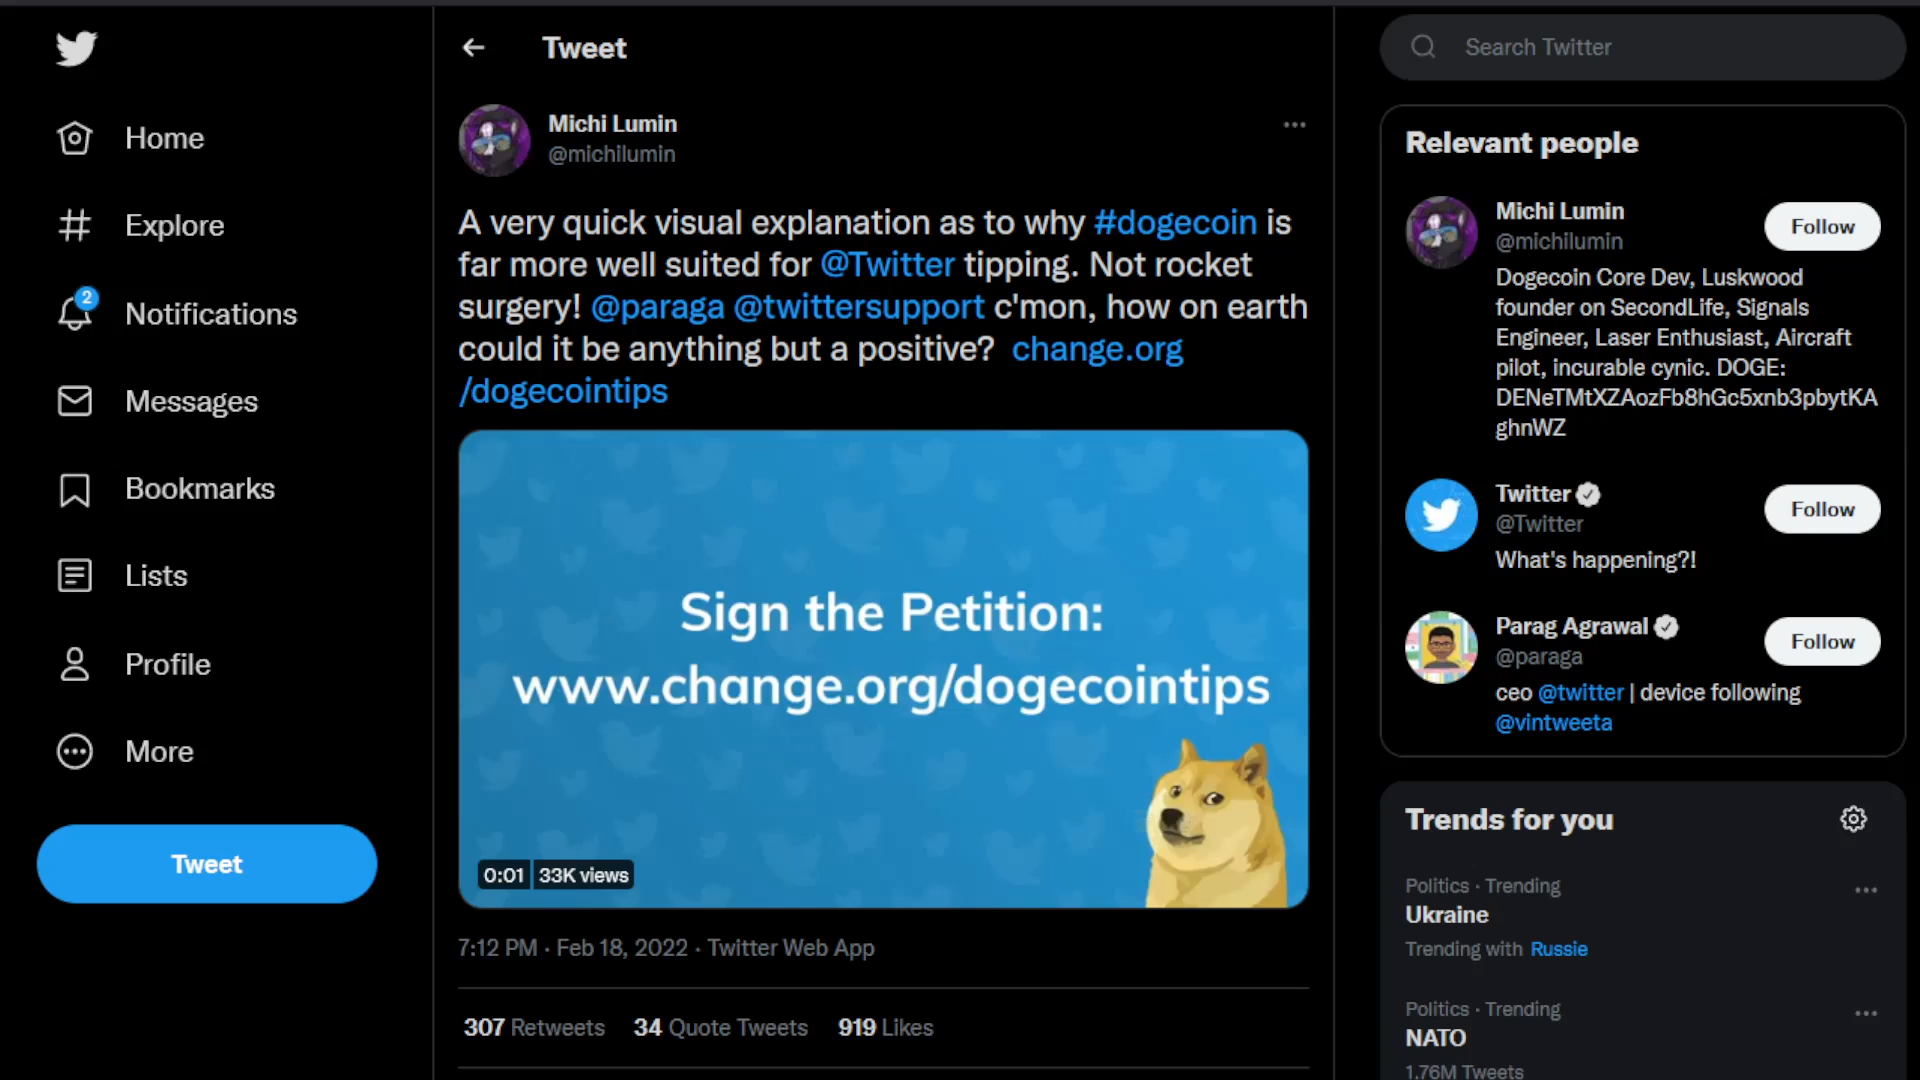 Home
Explore
2
Notifications
Messages
Bookmarks
Lists
Profile
More
Tweet
Tweet
Michi Lumin
@michilumin
A very quick visual explanation as to why #dogecoin is
far more well suited for @Twitter tipping. Not rocket
surgery! @paraga @twittersupport c'mon, how on earth
could it be anything but a positive? change.org
/dogecointips
Sign the Petition:
www.change.org/dogecointips
0:01 33K views
7:12 PM · Feb 18, 2022 · Twitter Web App
307 Retweets 34 Quote Tweets 919 Likes
Search Twitter
Relevant people
Michi Lumin
@michilumin
Follow
Dogecoin Core Dev, Luskwood
founder on SecondLife, Signals
Engineer, Laser Enthusiast, Aircraft
pilot, incurable cynic. DOGE:
DENeTMtXZAozFb8hGc5xnb3pbytKA
ghnWZ
Twitter
@Twitter
Follow
What's happening?!
Parag Agrawal
@paraga
Follow
ceo @twitter | device following
@vintweeta
Trends for you
Politics · Trending
Ukraine
Trending with Russie
Politics · Trending
NATO
1.76M Tweets